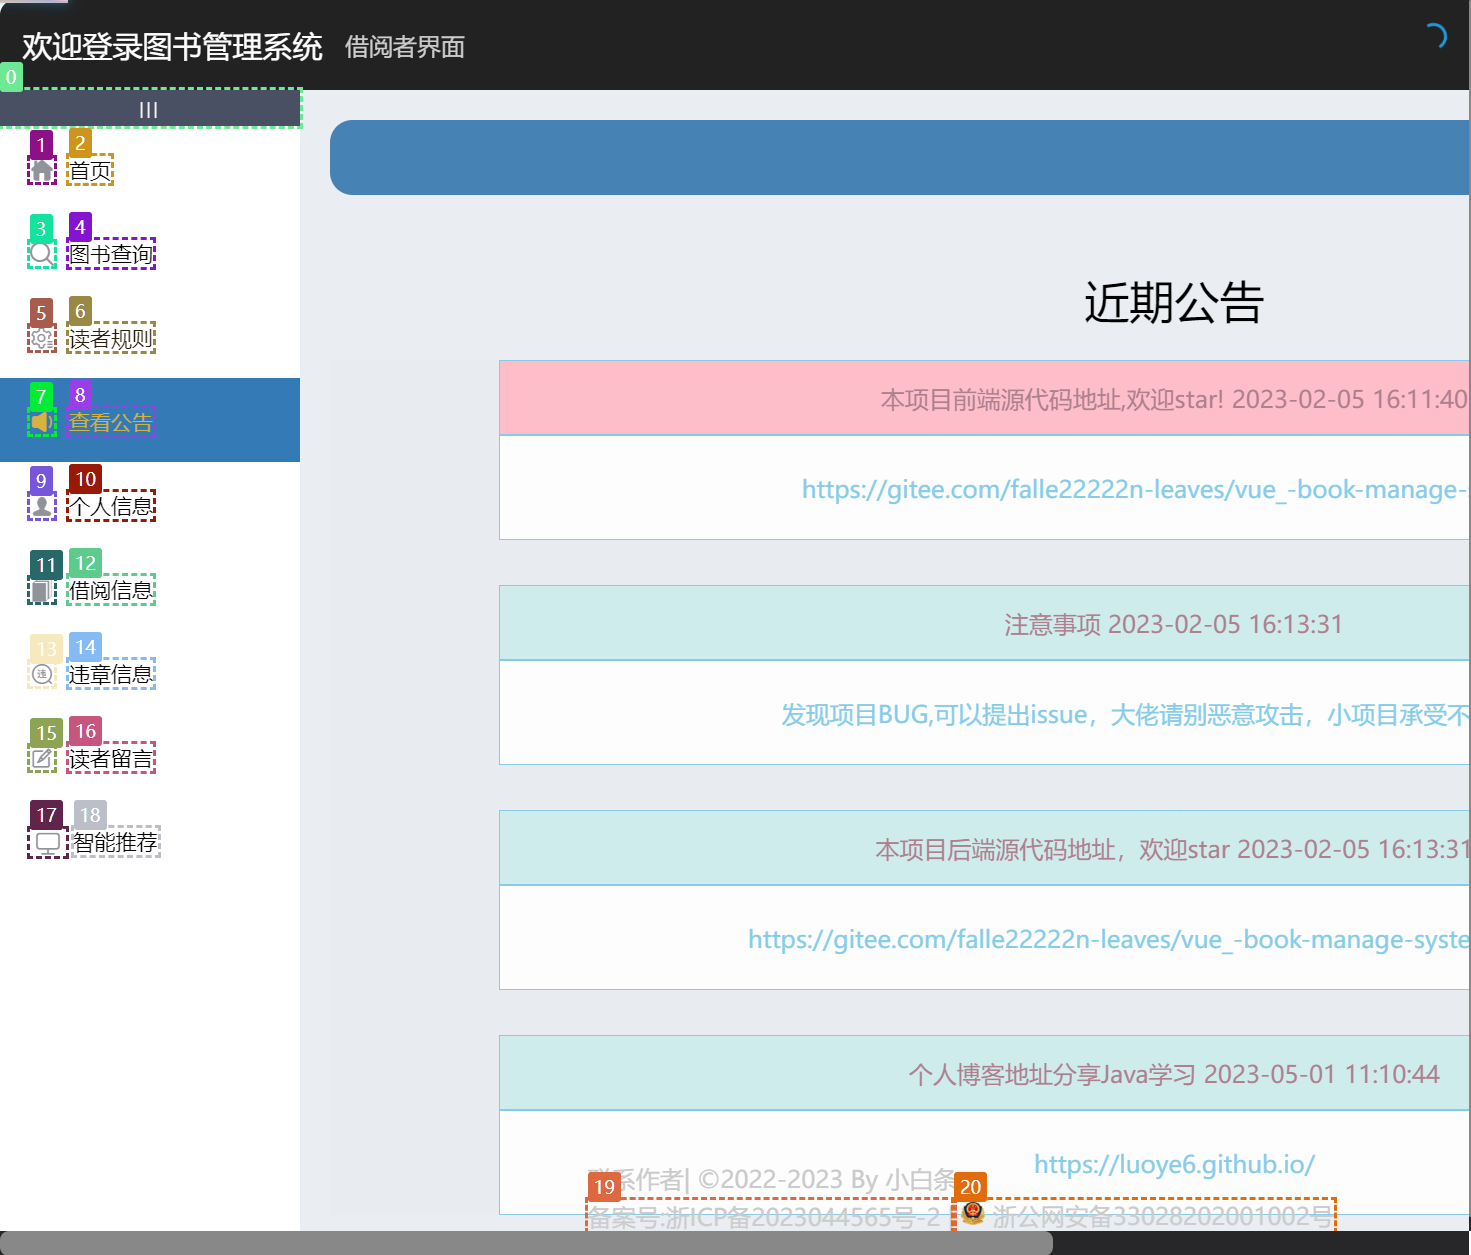 欢迎登录图书管理系统 借阅者界面
0
|||
1 2
首页
3 4
图书查询
5 6
读者规则
7 8
查看公告
9 10
个人信息
11 12
借阅信息
13 14
违
违章信息
15 16
读者留言
17 18
智能推荐
近期公告
本项目前端源代码地址,欢迎star! 2023-02-05 16:11:40
https://gitee.com/falle22222n-leaves/vue_-book-manage-
注意事项 2023-02-05 16:13:31
发现项目BUG,可以提出issue，大佬请别恶意攻击，小项目承受不
本项目后端源代码地址，欢迎star 2023-02-05 16:13:31
https://gitee.com/falle22222n-leaves/vue_-book-manage-syste
个人博客地址分享Java学习 2023-05-01 11:10:44
https://luoye6.github.io/
系作者| ©2022-2023 By 小白条
19 20
备案号:浙ICP备2023044565号-2 浙公网安备33028202001002号